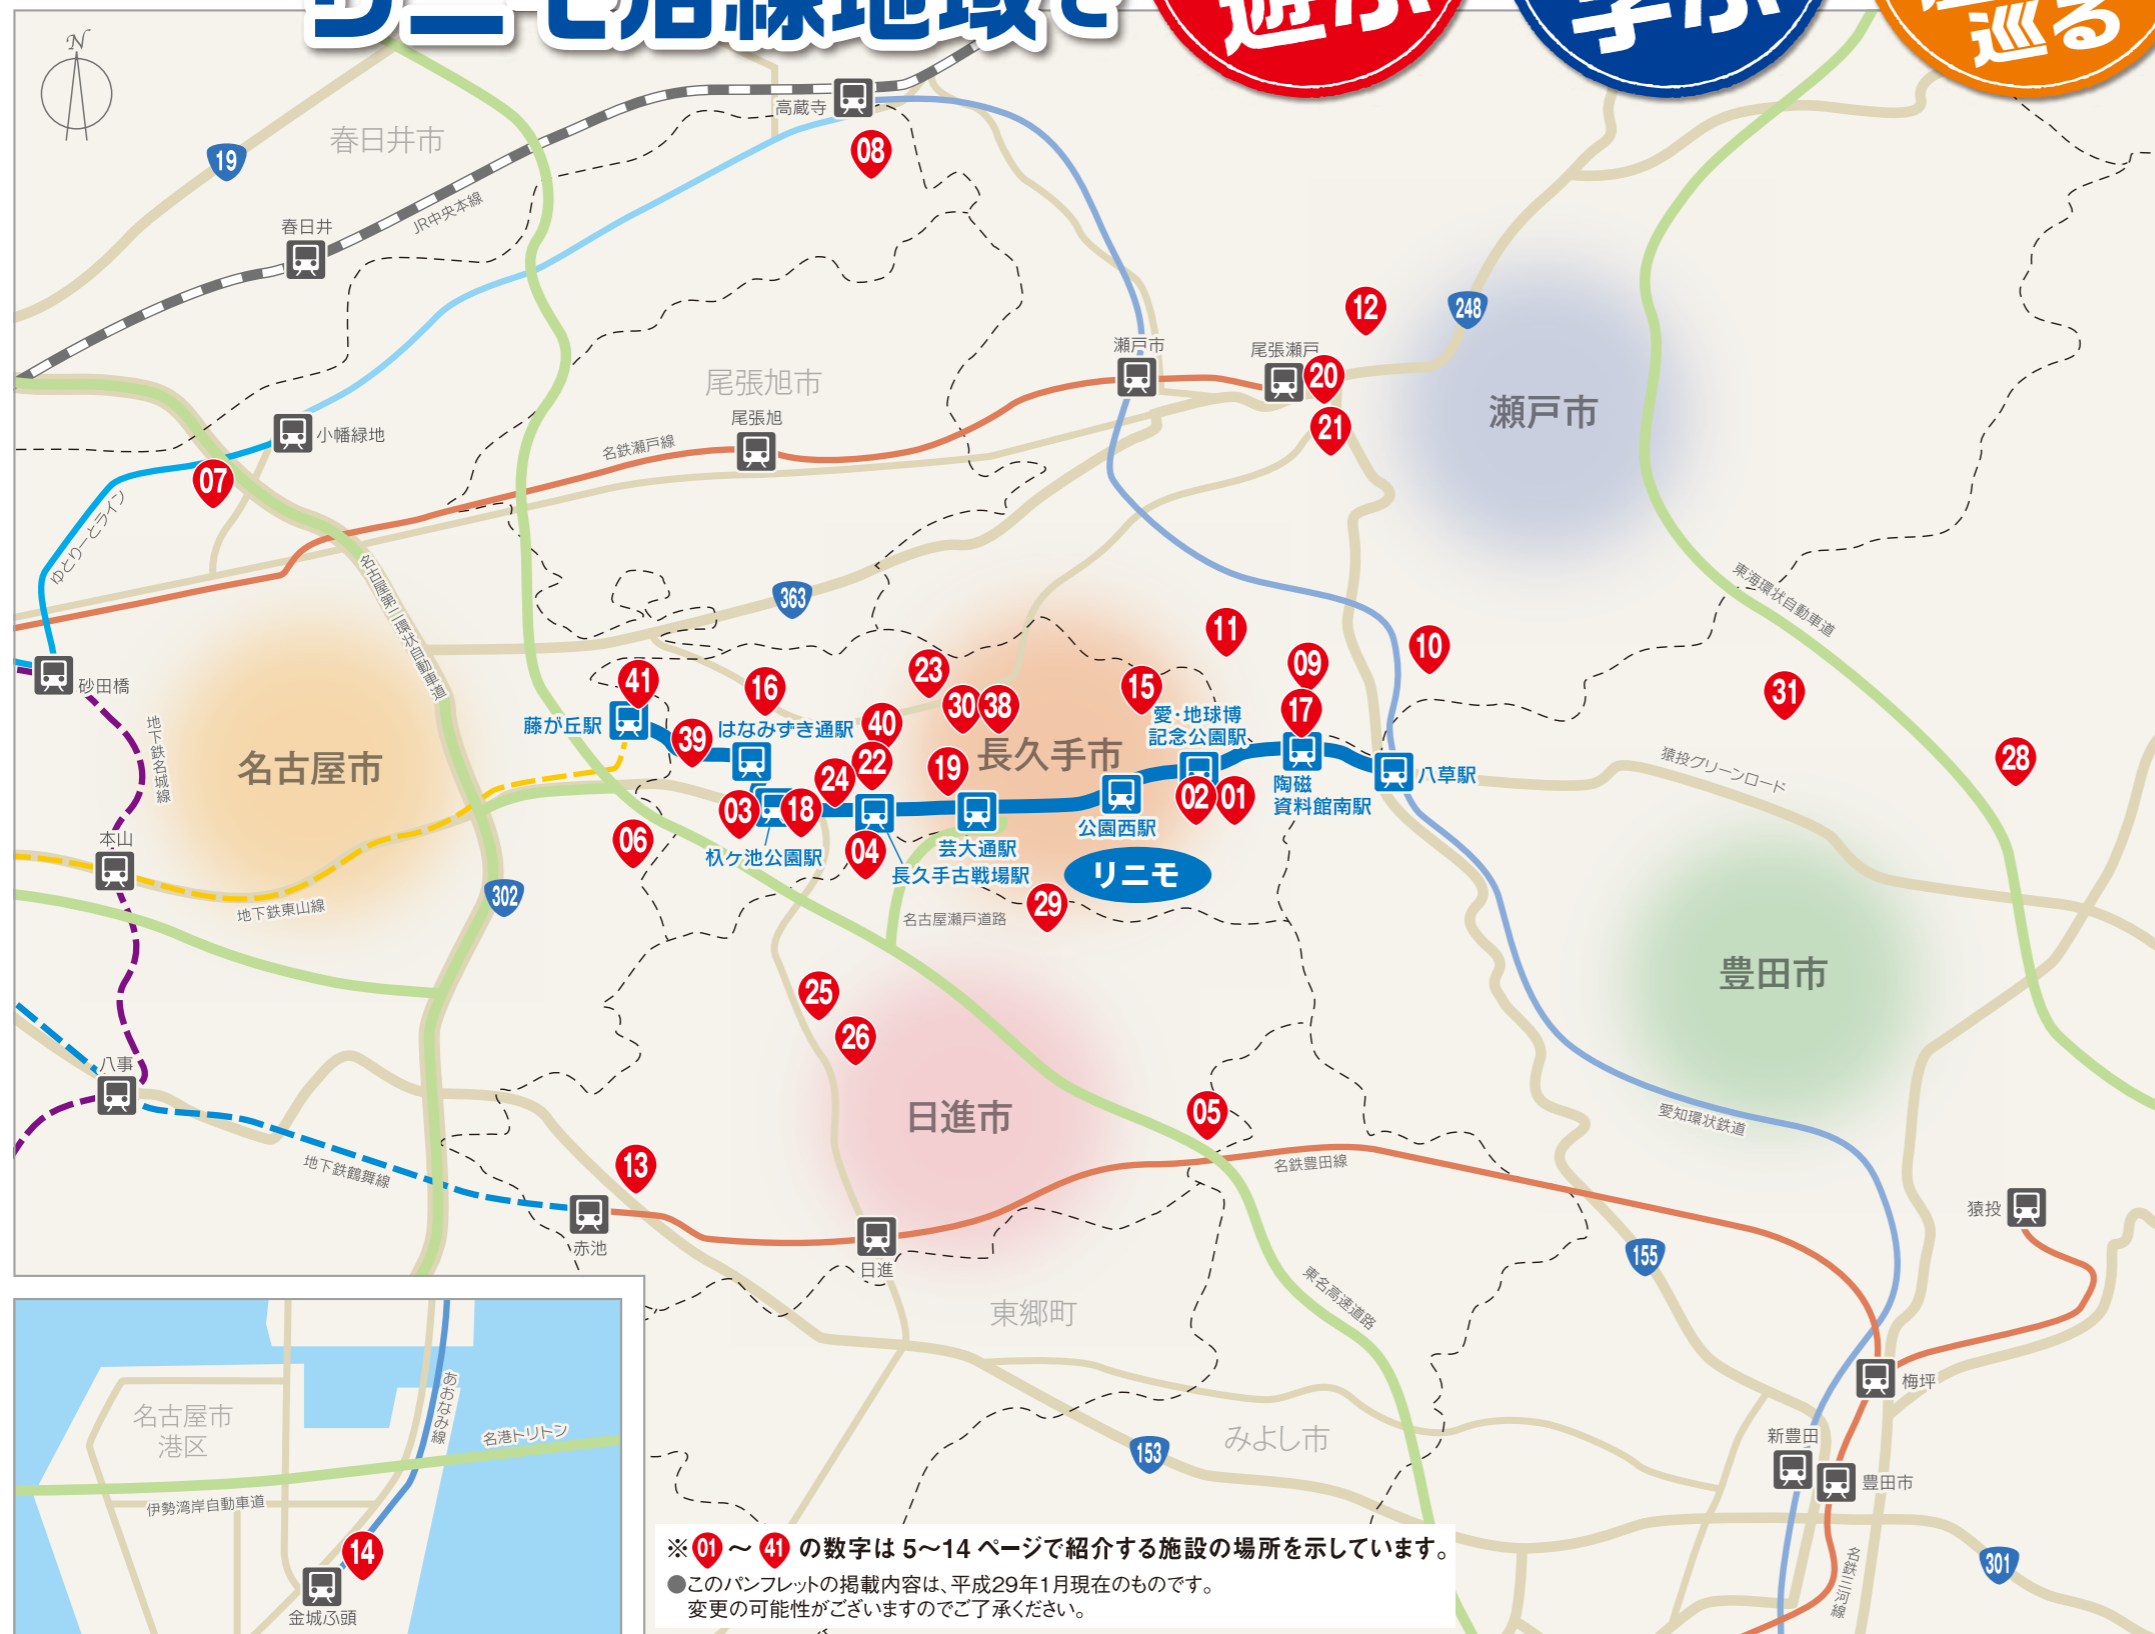 リニモ沿線地域を
遊ぶ
学ぶ
巡る
N
19
春日井市
高蔵寺
08
春日井
JR中央本線
12
248
瀬戸市
尾張瀬戸
20
21
瀬戸市
尾張旭市
尾張旭
名鉄瀬戸線
小幡緑地
07
ゆとりーとライン
名古屋第二環状自動車道
東海環状自動車道
363
砂田橋
地下鉄名城線
名古屋市
本山
地下鉄東山線
302
41
藤が丘駅
39
16
はなみずき通駅
23
30
38
40
22
24
19
長久手市
15
11
09
17
10
愛・地球博
記念公園駅
02
01
陶磁
資料館南駅
八草駅
03
18
杁ケ池公園駅
04
長久手古戦場駅
芸大通駅
公園西駅
リニモ
06
29
名古屋瀬戸道路
31
28
猿投グリーンロード
豊田市
25
26
日進市
05
八事
地下鉄鶴舞線
13
赤池
日進
名鉄豊田線
愛知環状鉄道
猿投
155
東郷町
東名高速道路
みよし市
153
梅坪
新豊田
豊田市
名鉄三河線
301
名古屋市
港区
あおなみ線
名港トリトン
伊勢湾岸自動車道
14
金城ふ頭
※01～41の数字は5～14ページで紹介する施設の場所を示しています。
●このパンフレットの掲載内容は、平成29年1月現在のものです。
変更の可能性がございますのでご了承ください。